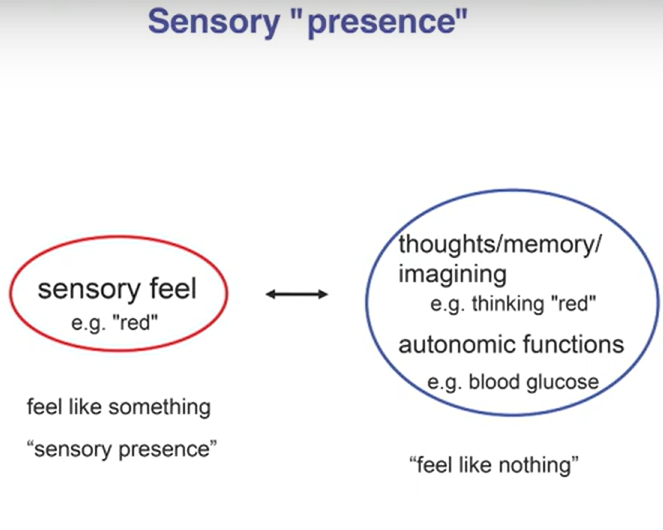 Sensory "presence"
sensory feel
e.g. "red"
feel like something
“sensory presence”
thoughts/memory/
imagining
e.g. thinking "red"
autonomic functions
e.g. blood glucose
“feel like nothing”